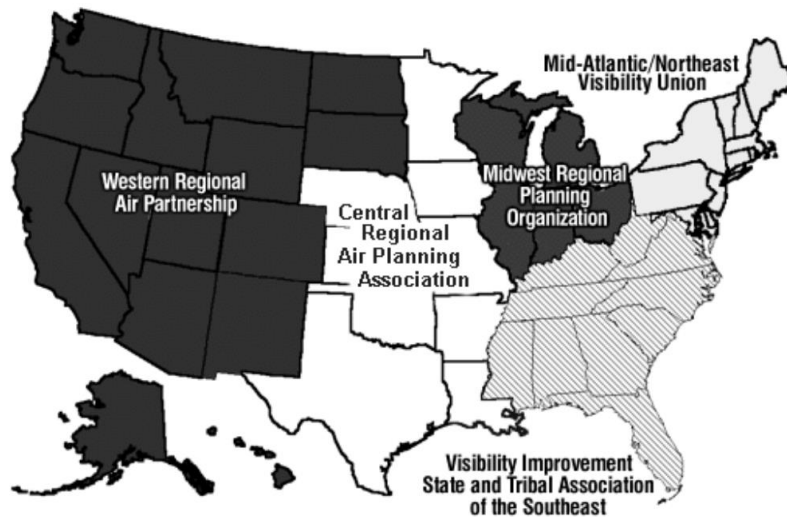 Mid-Atlantic/Northeast
Visibility Union
Western Regional
Air Partnership
Central
Regional
Air Planning
Association
Midwest Regional
Planning
Organization
Visibility Improvement
State and Tribal Association
of the Southeast